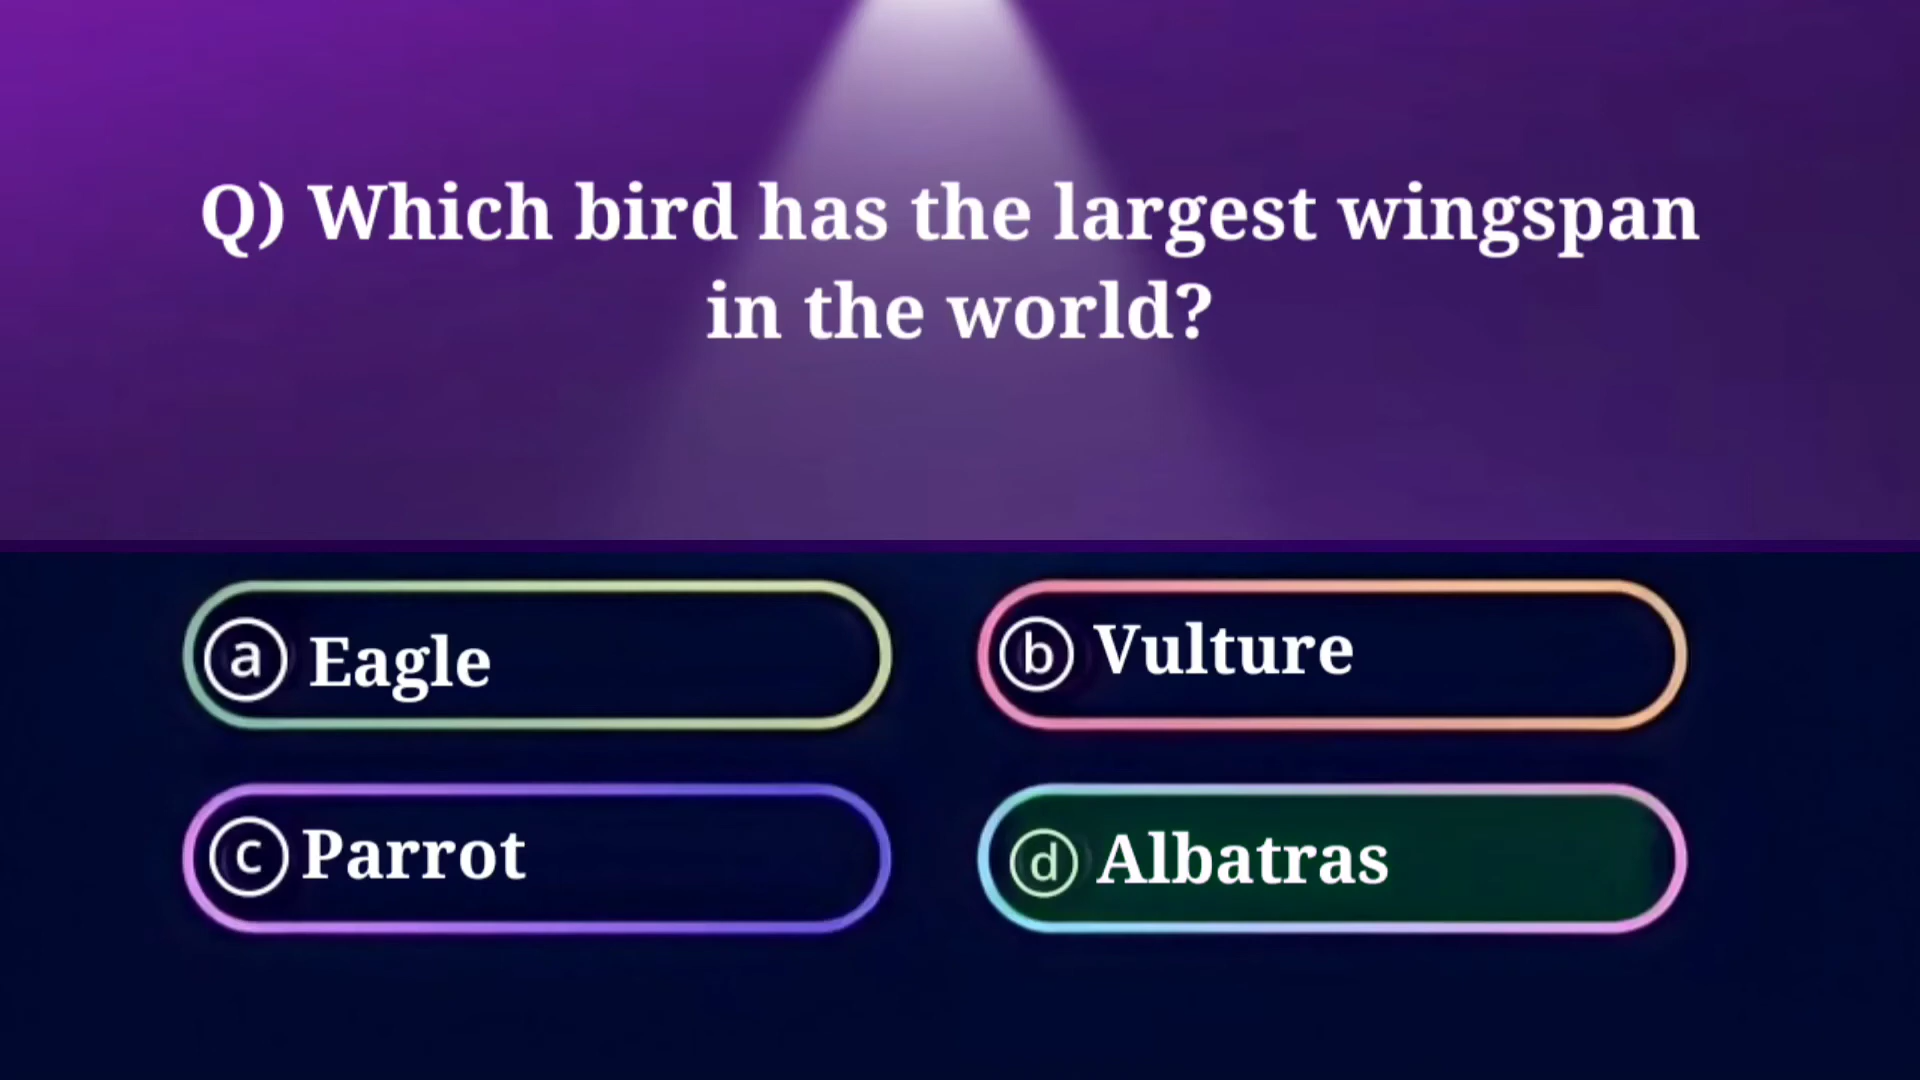 Q) Which bird has the largest wingspan
in the world?
ⓐ Eagle
ⓑ Vulture
ⓒ Parrot
ⓓ Albatras